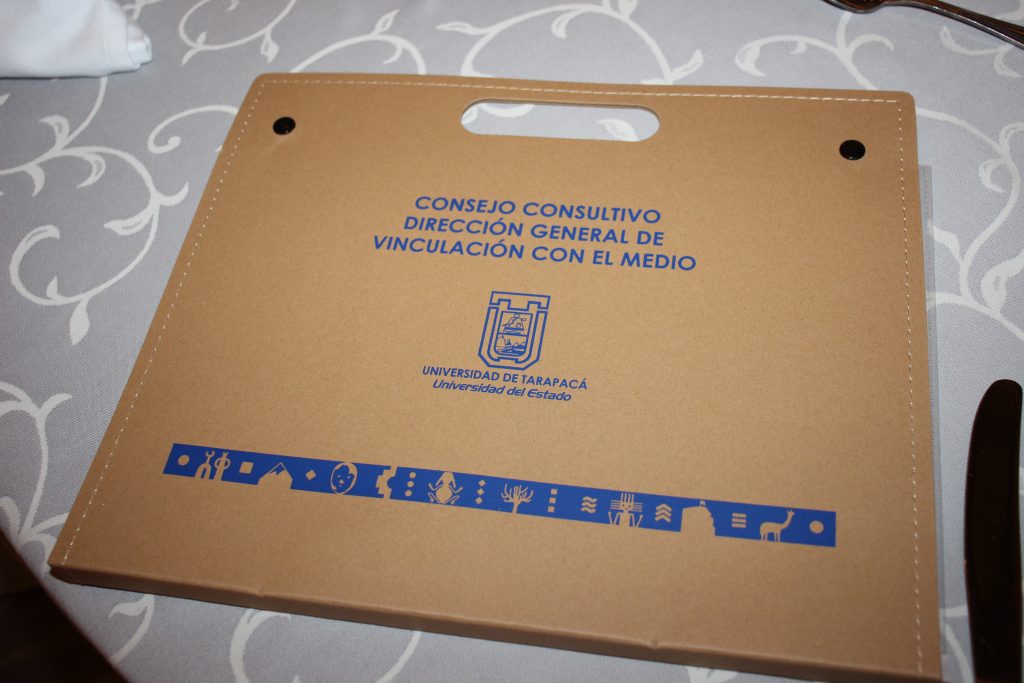 CONSEJO CONSULTIVO
DIRECCIÓN GENERAL DE
VINCULACIÓN CON EL MEDIO
UNIVERSIDAD DE TARAPACÁ
Universidad del Estado